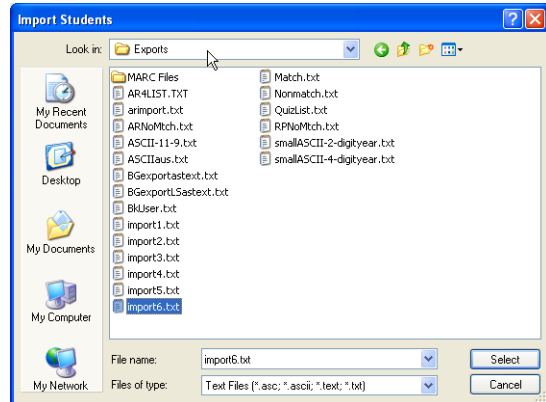 Import Students
Look in: Exports
My Recent Documents
Desktop
My Documents
My Computer
My Network
MARC Files
AR4LIST.TXT
arimport.txt
ARNoMtch.txt
ASCII-11-9.txt
ASCIIaus.txt
BGexportastext.txt
BGexportLSastext.txt
BkUser.txt
import1.txt
import2.txt
import3.txt
import4.txt
import5.txt
import6.txt
Match.txt
Nonmatch.txt
QuizList.txt
RPNoMtch.txt
smallASCII-2-digityear.txt
smallASCII-4-digityear.txt
File name: import6.txt Select
Files of type: Text Files (*.asc; *.ascii; *.text; *.txt) Cancel